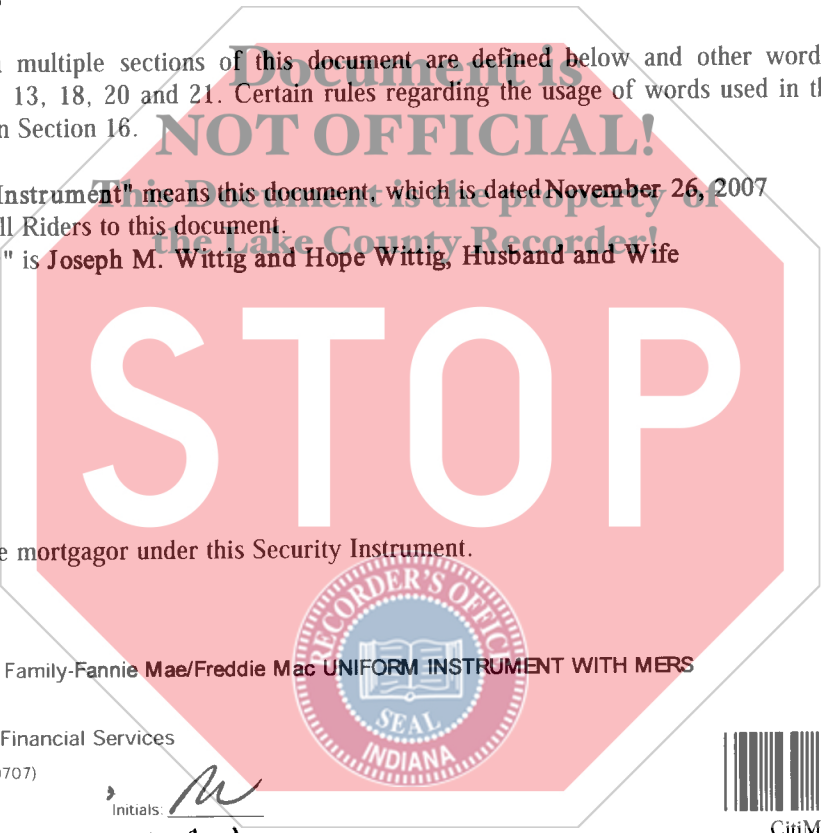 multiple sections of this document are defined below and other word
Document is
13, 18, 20 and 21. Certain rules regarding the usage of words used in th
n Section 16.
NOT OFFICIAL!
Instrument" means this document, which is dated November 26, 2007
This Document is the property of
ll Riders to this document.
the Lake County Recorder!
" is Joseph M. Wittig and Hope Wittig, Husband and Wife
STOP
e mortgagor under this Security Instrument.
RECORDER'S OFFICE
Family-Fannie Mae/Freddie Mac UNIFORM INSTRUMENT WITH MERS
SEAL
INDIANA
Financial Services
0707)
Initials:
CitiM